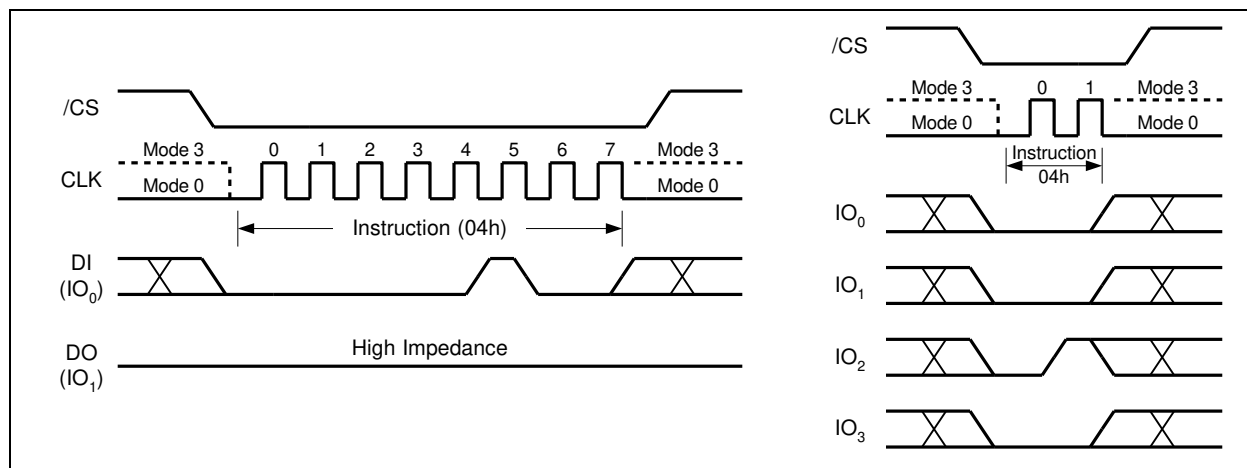 /CS
Mode 3
0 1 2 3 4 5 6 7
Mode 3
CLK
Mode 0
Mode 0
Instruction (04h)
DI
(IO0)
High Impedance
DO
(IO1)
/CS
Mode 3
0 1
Mode 3
CLK
Mode 0
Mode 0
Instruction
04h
IO0
IO1
IO2
IO3